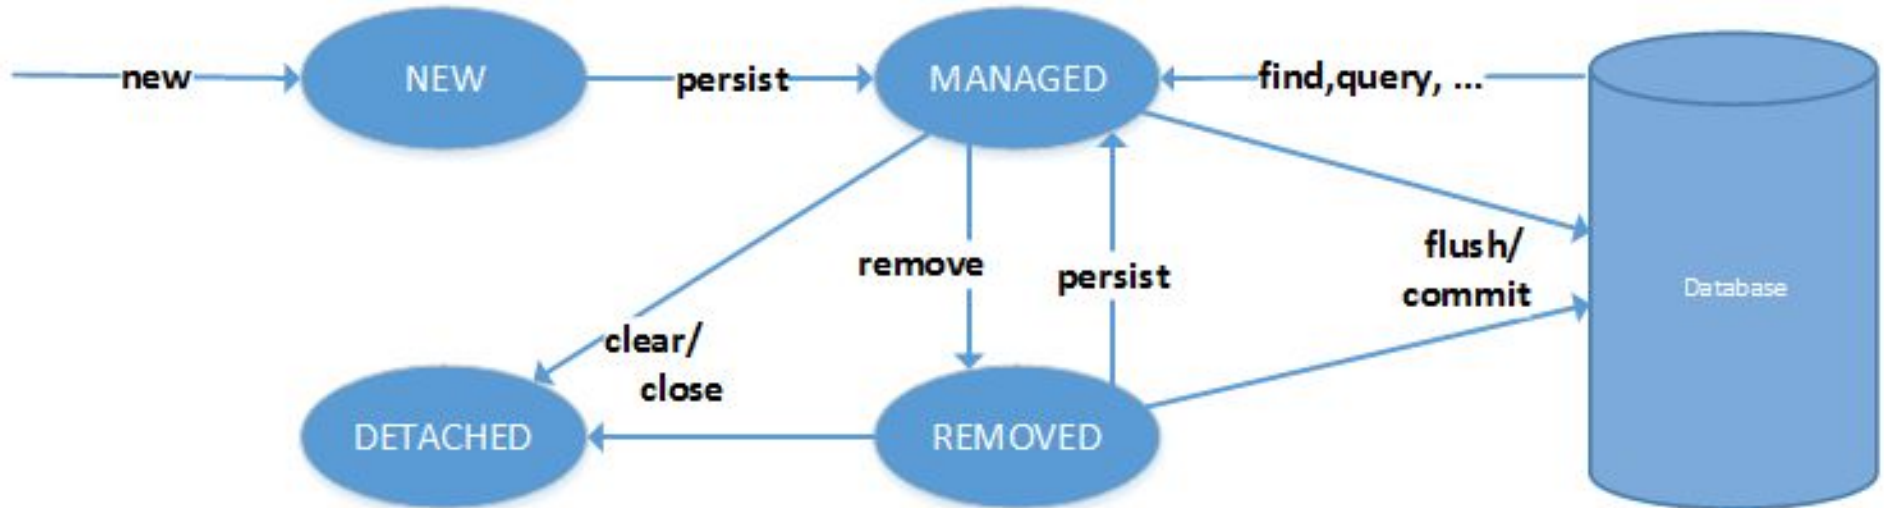 new
NEW
persist
MANAGED
find,query, ...
remove
persist
flush/
commit
Database
clear/
close
DETACHED
REMOVED